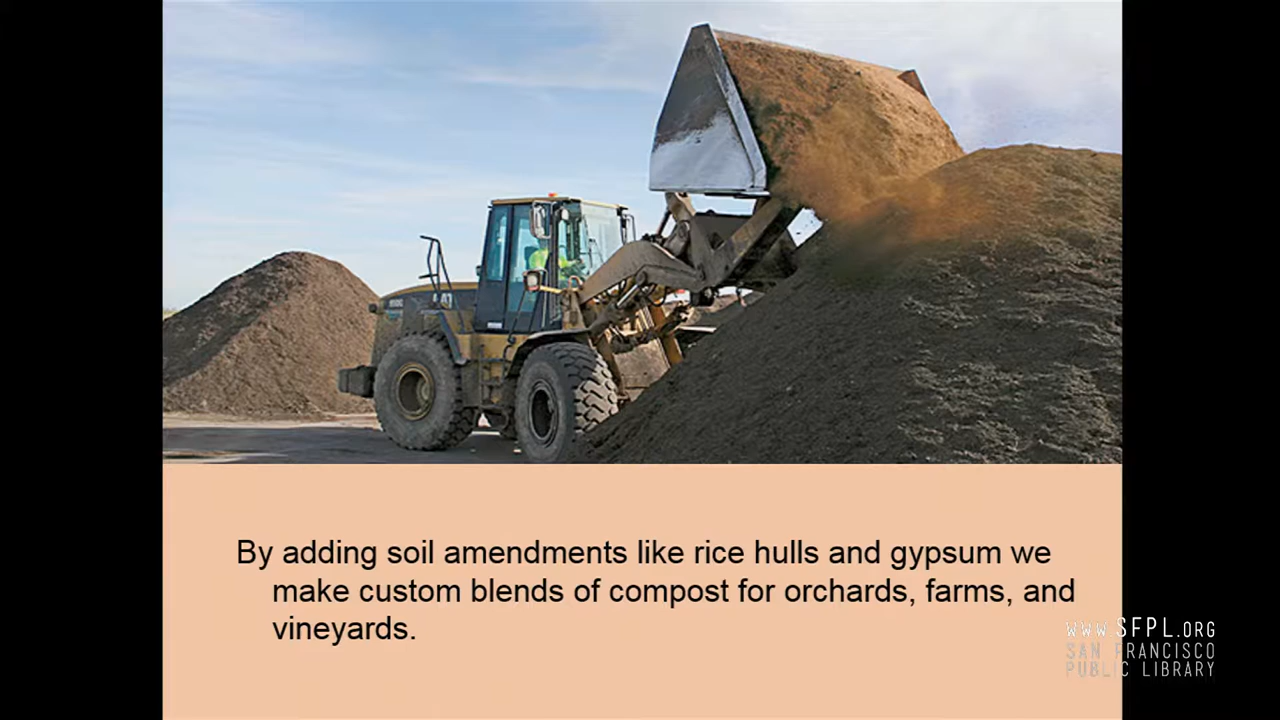 By adding soil amendments like rice hulls and gypsum we
make custom blends of compost for orchards, farms, and
vineyards.
WWW.SFPL.ORG
SAN FRANCISCO
PUBLIC LIBRARY